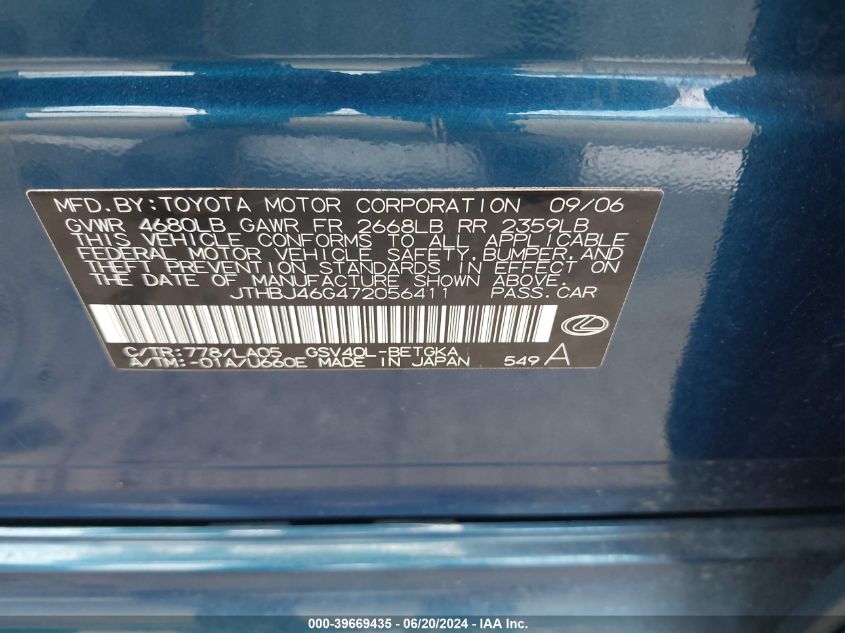 MFD.BY:TOYOTA MOTOR CORPORATION 09/06
GVWR 4680LB GAWR FR 2668LB RR 2359LB
THIS VEHICLE CONFORMS TO ALL APPLICABLE
FEDERAL MOTOR VEHICLE SAFETY,BUMPER,AND
THEFT PREVENTION STANDARDS IN EFFECT ON
THE DATE OF MANUFACTURE SHOWN ABOVE.
JTHBJ46G472056411 PASS.CAR
C/TR:778/LA05 GSV40L-BETGKA
A/TM:-01A/U660E MADE IN JAPAN 549 A
000-39669435 - 06/20/2024 - IAA Inc.